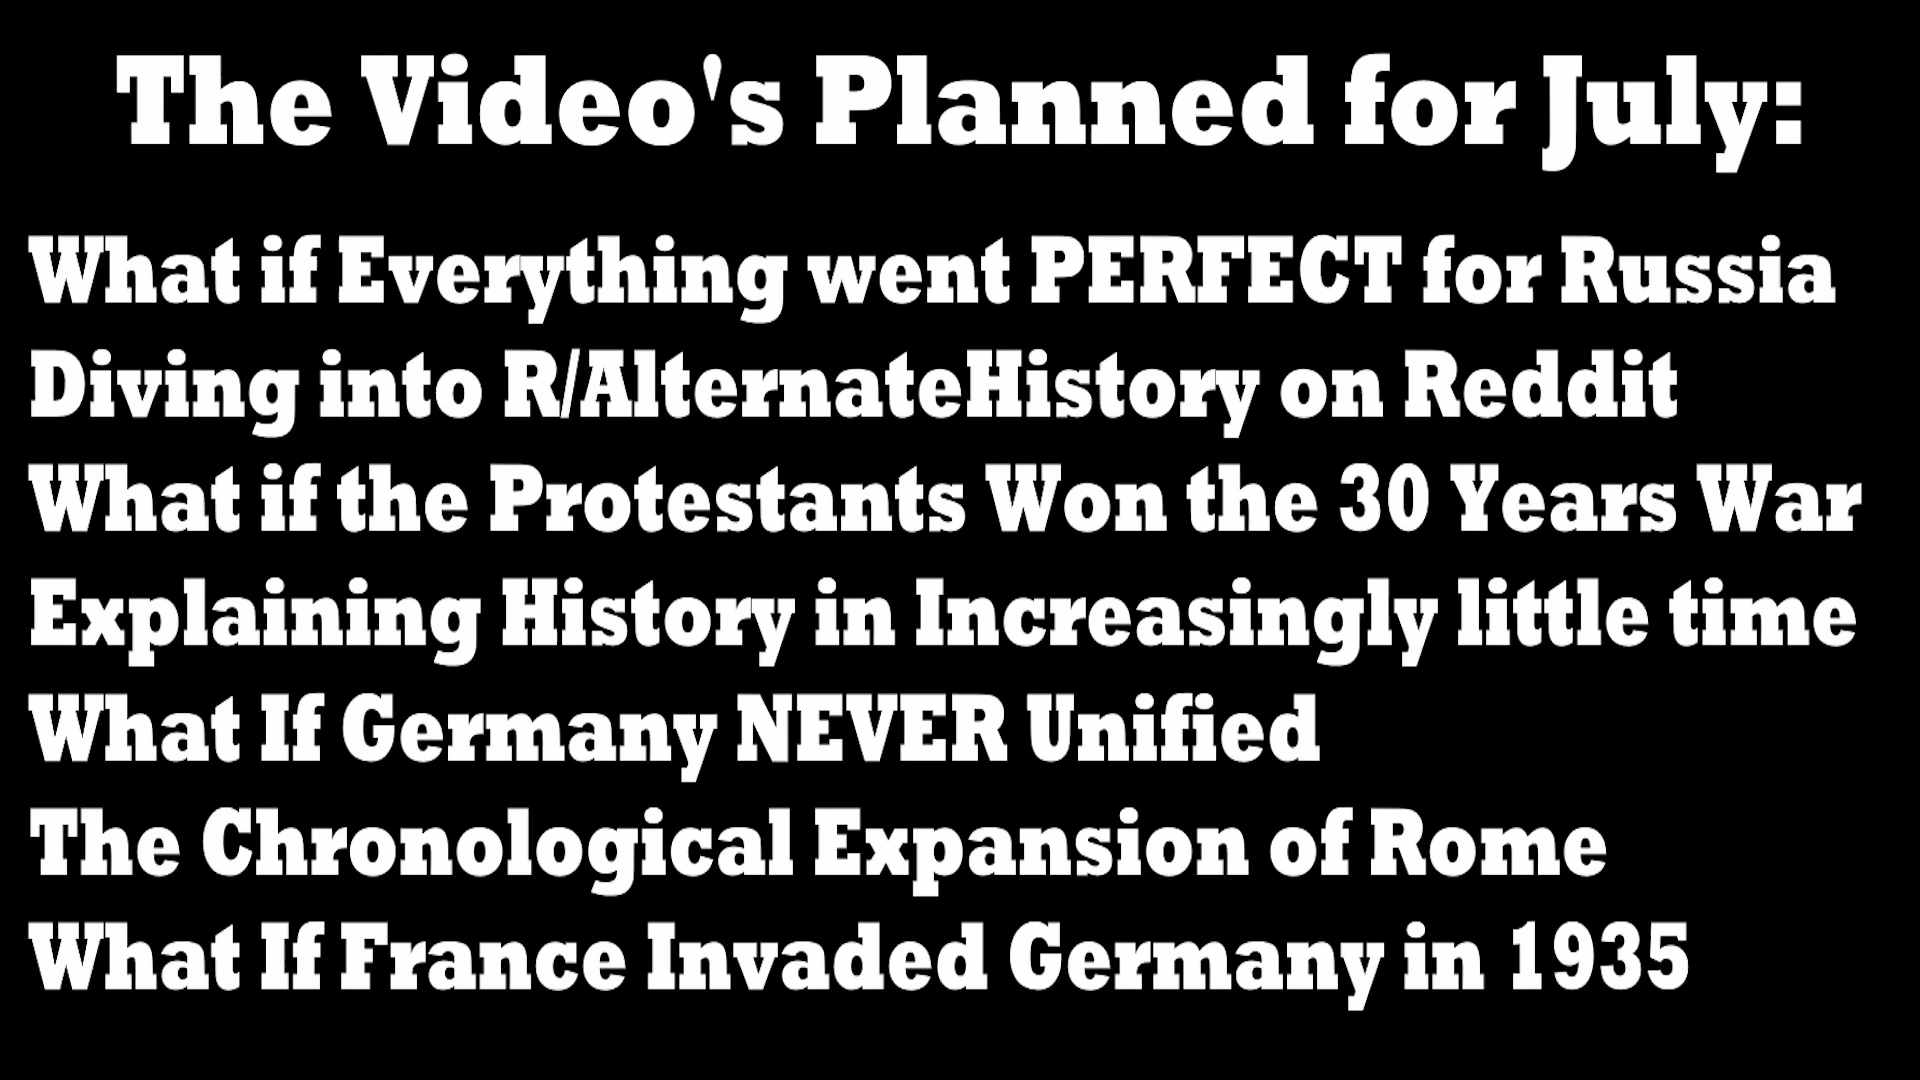 The Video's Planned for July:
What if Everything went PERFECT for Russia
Diving into R/AlternateHistory on Reddit
What if the Protestants Won the 30 Years War
Explaining History in Increasingly little time
What If Germany NEVER Unified
The Chronological Expansion of Rome
What If France Invaded Germany in 1935